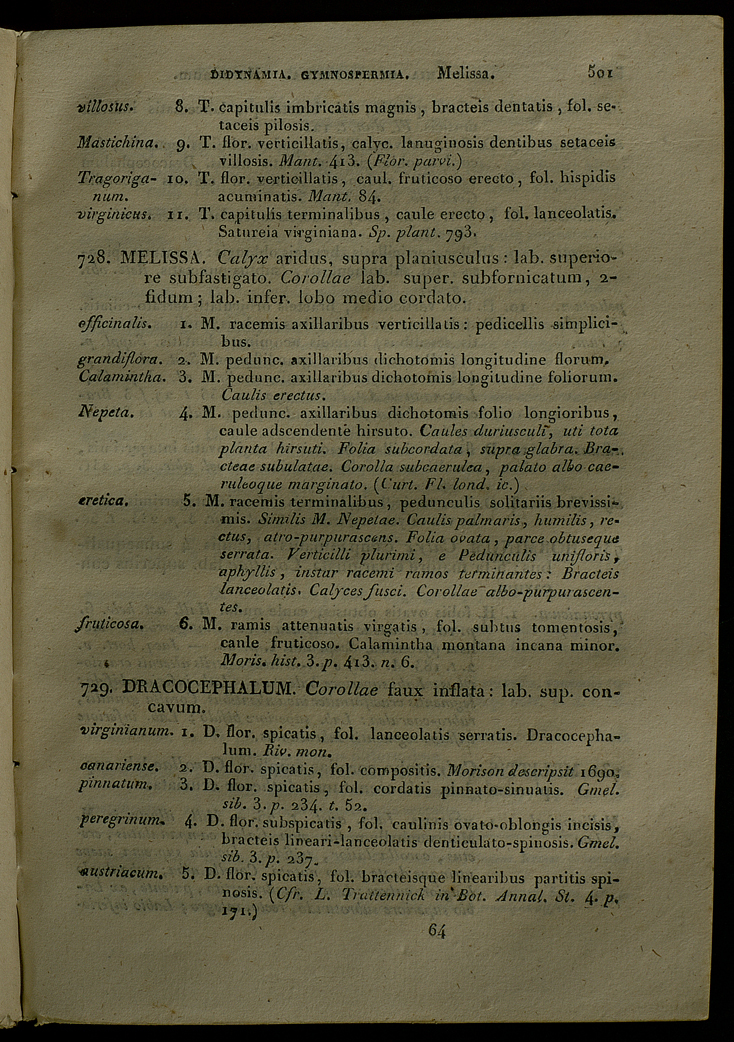 DIDYNAMIA. GYMNOSPERMIA. Melissa. 501
villosus. 8. T. capitulis imbricatis magnis, bracteis dentatis, fol. se-
taceis pilosis.
Mastichina. 9. T. flor. verticillatis, calyc. lanuginosis dentibus setaceis
villosis. Mant. 413. (Flor. parvi.)
Tragoriga- 10. T. flor. verticillatis, caul. fruticoso erecto, fol. hispidis
num. acuminatis. Mant. 84.
virginicus. 11. T. capitulis terminalibus, caule erecto, fol. lanceolatis.
Satureia virginiana. Sp. plant. 793.
728. MELISSA. Calyx aridus, supra planiusculus: lab. superio-
re subfastigato. Corollae lab. super. subfornicatum, 2-
fidum; lab. infer. lobo medio cordato.
officinalis. 1. M. racemis axillaribus verticillatis: pedicellis simplici-
bus.
grandiflora. 2. M. pedunc. axillaribus dichotomis longitudine florum.
Calamintha. 3. M. pedunc. axillaribus dichotomis longitudine foliorum.
Caulis erectus.
Nepeta. 4. M. pedunc. axillaribus dichotomis folio longioribus,
caule adscendente hirsuto. Caules duriusculi, uti tota
planta hirsuti. Folia subcordata, supra glabra. Bra-
cteae subulatae. Corolla subcaerulea, palato albo cae-
ruleoque marginato. (Curt. Fl. lond. ic.)
cretica. 5. M. racemis terminalibus, pedunculis solitariis brevissi-
mis. Similis M. Nepetae. Caulis palmaris, humilis, re-
ctus, atro-purpurascens. Folia ovata, parce obtuseque
serrata. Verticilli plurimi, e Pedunculis unifloris,
aphyllis, instar racemi ramos terminantes: Bracteis
lanceolatis. Calyces fusci. Corollae albo-purpurascen-
tes.
fruticosa. 6. M. ramis attenuatis virgatis, fol. subtus tomentosis,
caule fruticoso. Calamintha montana incana minor.
Moris. hist. 3. p. 413. n. 6.
729. DRACOCEPHALUM. Corollae faux inflata: lab. sup. con-
cavum.
virginianum. 1. D. flor. spicatis, fol. lanceolatis serratis. Dracocepha-
lum. Riv. mon.
canariense. 2. D. flor. spicatis, fol. compositis. Morison descripsit 1690.
pinnatum. 3. D. flor. spicatis, fol. cordatis pinnato-sinuatis. Gmel.
sib. 3. p. 234. t. 52.
peregrinum. 4. D. flor. subspicatis, fol. caulinis ovato-oblongis incisis,
bracteis lineari-lanceolatis denticulato-spinosis. Gmel.
sib. 3. p. 237.
austriacum. 5. D. flor. spicatis, fol. bracteisque linearibus partitis spi-
nosis. (Cfr. L. Trattennick in Bot. Annal. St. 4. p.
171.)
64